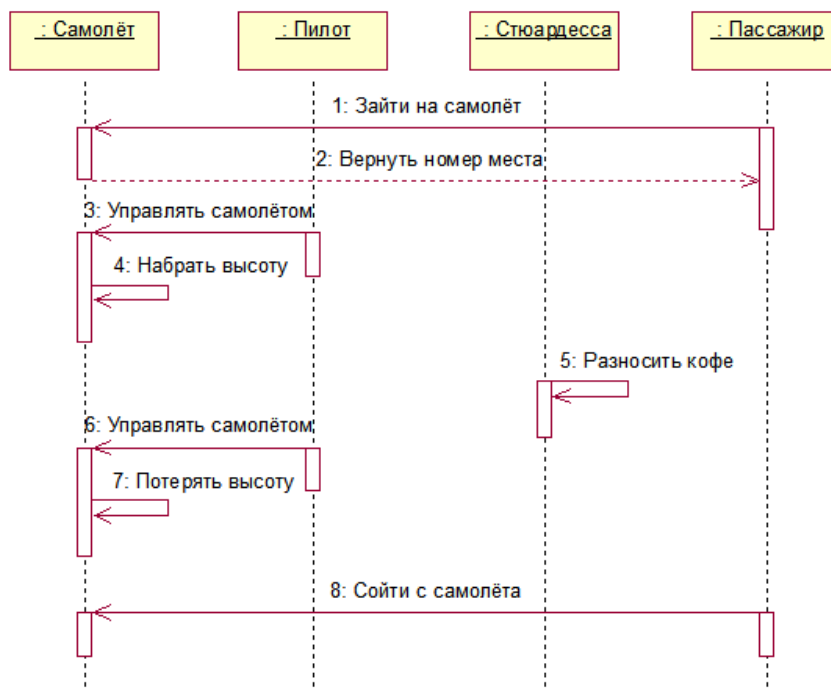 : Самолёт
: Пилот
: Стюардесса
: Пассажир
1: Зайти на самолёт
2: Вернуть номер места
3: Управлять самолётом
4: Набрать высоту
5: Разносить кофе
6: Управлять самолётом
7: Потерять высоту
8: Сойти с самолёта